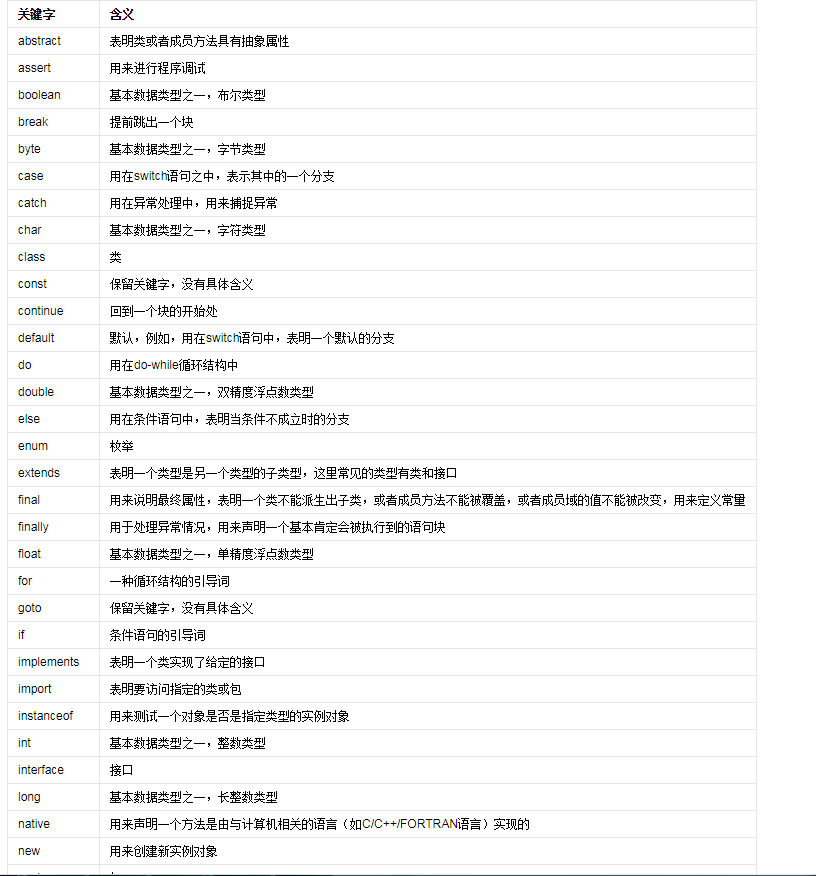 关键字 含义
abstract 表明类或者成员方法具有抽象属性
assert 用来进行程序调试
boolean 基本数据类型之一，布尔类型
break 提前跳出一个块
byte 基本数据类型之一，字节类型
case 用在switch语句之中，表示其中的一个分支
catch 用在异常处理中，用来捕捉异常
char 基本数据类型之一，字符类型
class 类
const 保留关键字，没有具体含义
continue 回到一个块的开始处
default 默认，例如，用在switch语句中，表明一个默认的分支
do 用在do-while循环结构中
double 基本数据类型之一，双精度浮点数类型
else 用在条件语句中，表明当条件不成立时的分支
enum 枚举
extends 表明一个类型是另一个类型的子类型，这里常见的类型有类和接口
final 用来说明最终属性，表明一个类不能派生出子类，或者成员方法不能被覆盖，或者成员域的值不能被改变，用来定义常量
finally 用于处理异常情况，用来声明一个基本肯定会被执行到的语句块
float 基本数据类型之一，单精度浮点数类型
for 一种循环结构的引导词
goto 保留关键字，没有具体含义
if 条件语句的引导词
implements 表明一个类实现了给定的接口
import 表明要访问指定的类或包
instanceof 用来测试一个对象是否是指定类型的实例对象
int 基本数据类型之一，整数类型
interface 接口
long 基本数据类型之一，长整数类型
native 用来声明一个方法是由与计算机相关的语言（如C/C++/FORTRAN语言）实现的
new 用来创建新实例对象